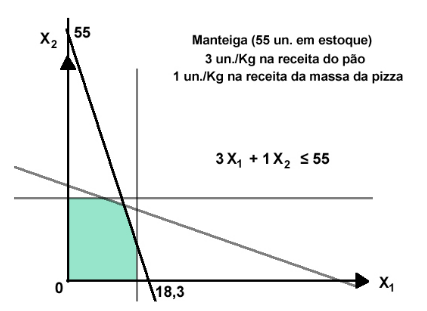 X₂
55
Manteiga (55 un. em estoque)
3 un./Kg na receita do pão
1 un./Kg na receita da massa da pizza
3 X₁ + 1 X₂ ≤ 55
0
18,3
X₁